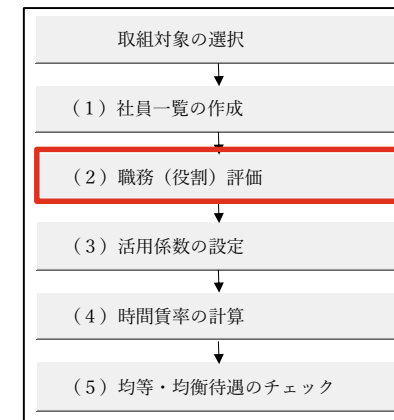 取組対象の選択
（１）社員一覧の作成
（２）職務（役割）評価
（３）活用係数の設定
（４）時間賃率の計算
（５）均等・均衡待遇のチェック